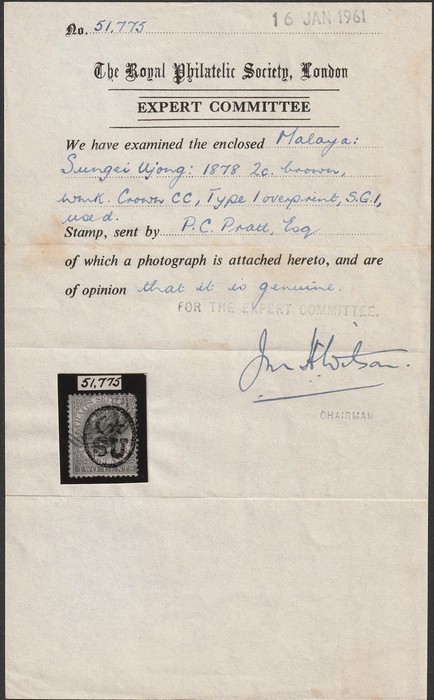 No. 51,775
16 JAN 1961
The Royal Philatelic Society, London
EXPERT COMMITTEE
We have examined the enclosed Malaya:
Sungei Ujong: 1878 2c. brown,
wmk. Crown CC, Type 1 overprint, S.G.1,
used.
Stamp, sent by P.C. Pratt, Esq
of which a photograph is attached hereto, and are
of opinion that it is genuine.
FOR THE EXPERT COMMITTEE.
CHAIRMAN
51,775
SU
TWO CENTS